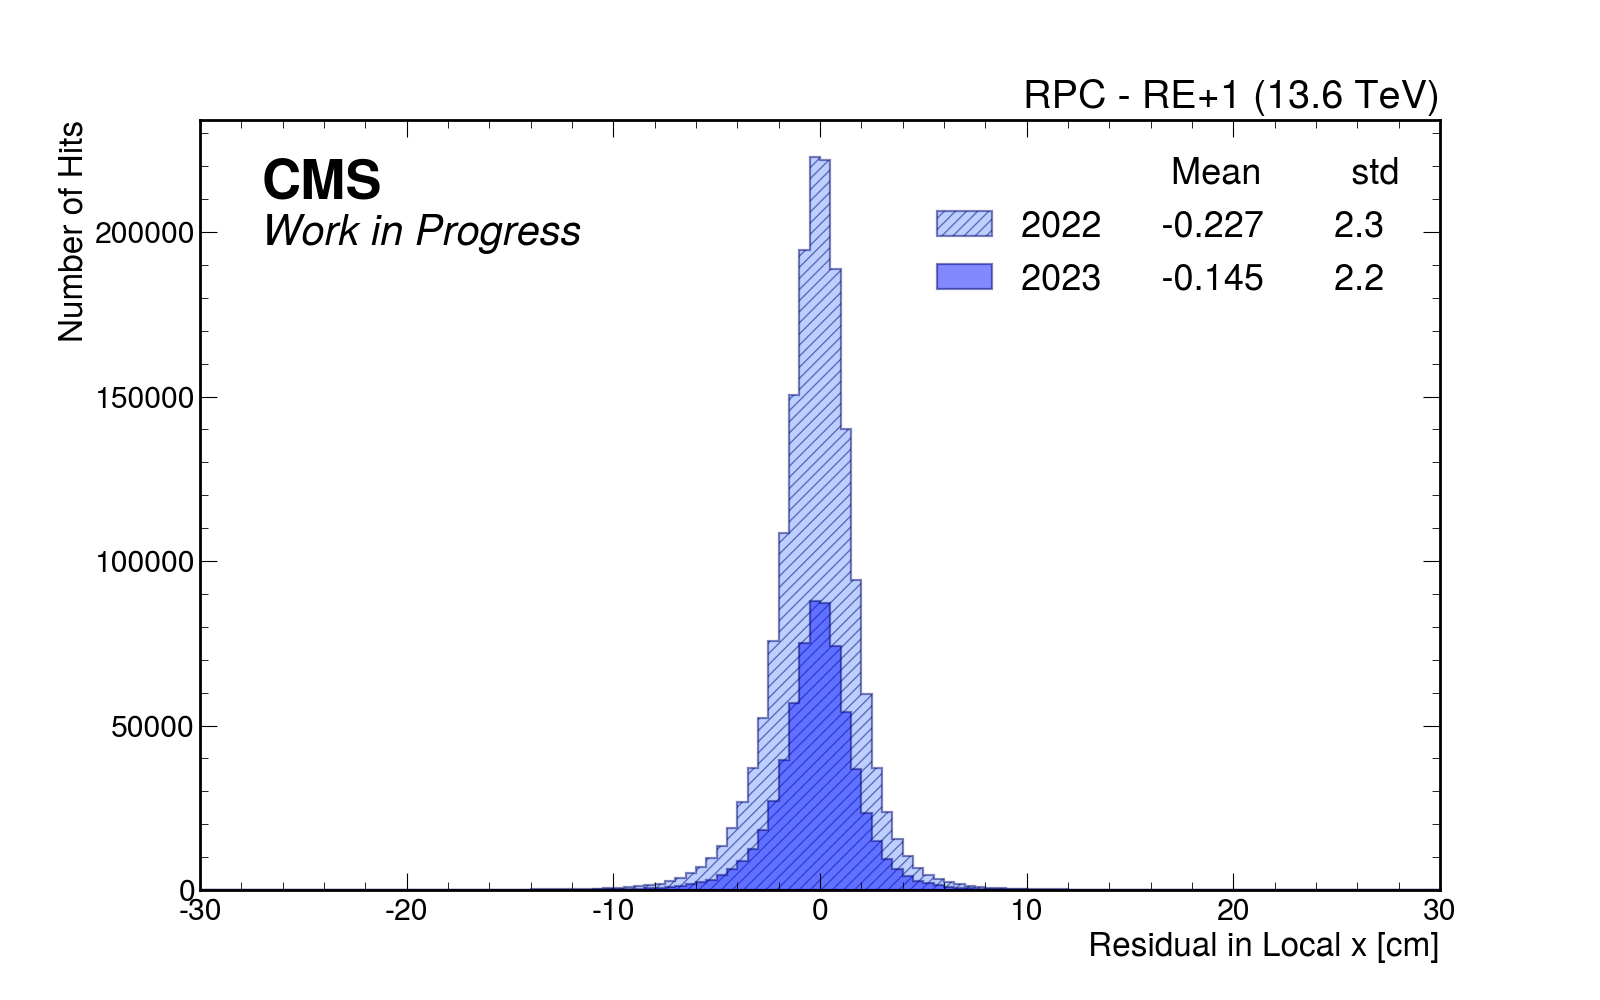 RPC - RE+1 (13.6 TeV)
Number of Hits
CMS
Work in Progress
Mean std
2022 -0.227 2.3
2023 -0.145 2.2
200000
150000
100000
50000
0
-30 -20 -10 0 10 20 30
Residual in Local x [cm]